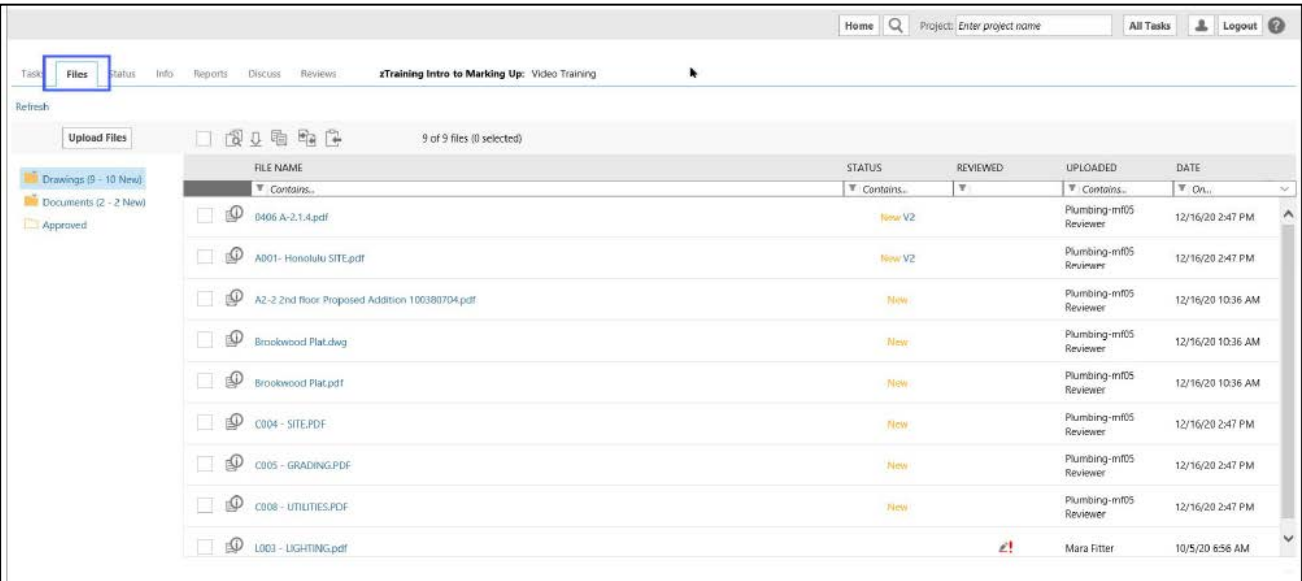 Home Project: Enter project name All Tasks Logout ?
Tasks Files Status Info Reports Discuss Reviews zTraining Intro to Marking Up: Video Training
Refresh
Upload Files 9 of 9 files (0 selected)
FILE NAME STATUS REVIEWED UPLOADED DATE
Contains... Contains... Contains... On...
Drawings (9 - 10 New)
Documents (2 - 2 New)
Approved
0406 A-2.1.4.pdf New V2 Plumbing-mf05 Reviewer 12/16/20 2:47 PM
A001- Honolulu SITE.pdf New V2 Plumbing-mf05 Reviewer 12/16/20 2:47 PM
A2-2 2nd floor Proposed Addition 100380704.pdf New Plumbing-mf05 Reviewer 12/16/20 10:36 AM
Brookwood Plat.dwg New Plumbing-mf05 Reviewer 12/16/20 10:36 AM
Brookwood Plat.pdf New Plumbing-mf05 Reviewer 12/16/20 10:36 AM
C004 - SITE.PDF New Plumbing-mf05 Reviewer 12/16/20 2:47 PM
C005 - GRADING.PDF New Plumbing-mf05 Reviewer 12/16/20 2:47 PM
C008 - UTILITIES.PDF New Plumbing-mf05 Reviewer 12/16/20 2:47 PM
L003 - LIGHTING.pdf Mara Fitter 10/5/20 6:56 AM